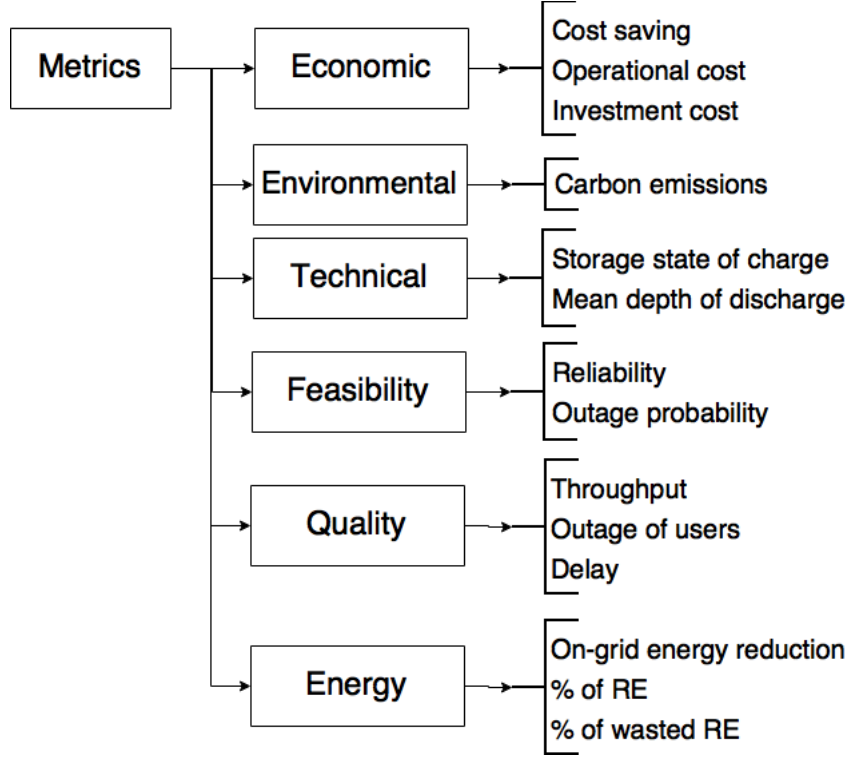 Metrics
Economic
Cost saving
Operational cost
Investment cost
Environmental
Carbon emissions
Technical
Storage state of charge
Mean depth of discharge
Feasibility
Reliability
Outage probability
Quality
Throughput
Outage of users
Delay
Energy
On-grid energy reduction
% of RE
% of wasted RE